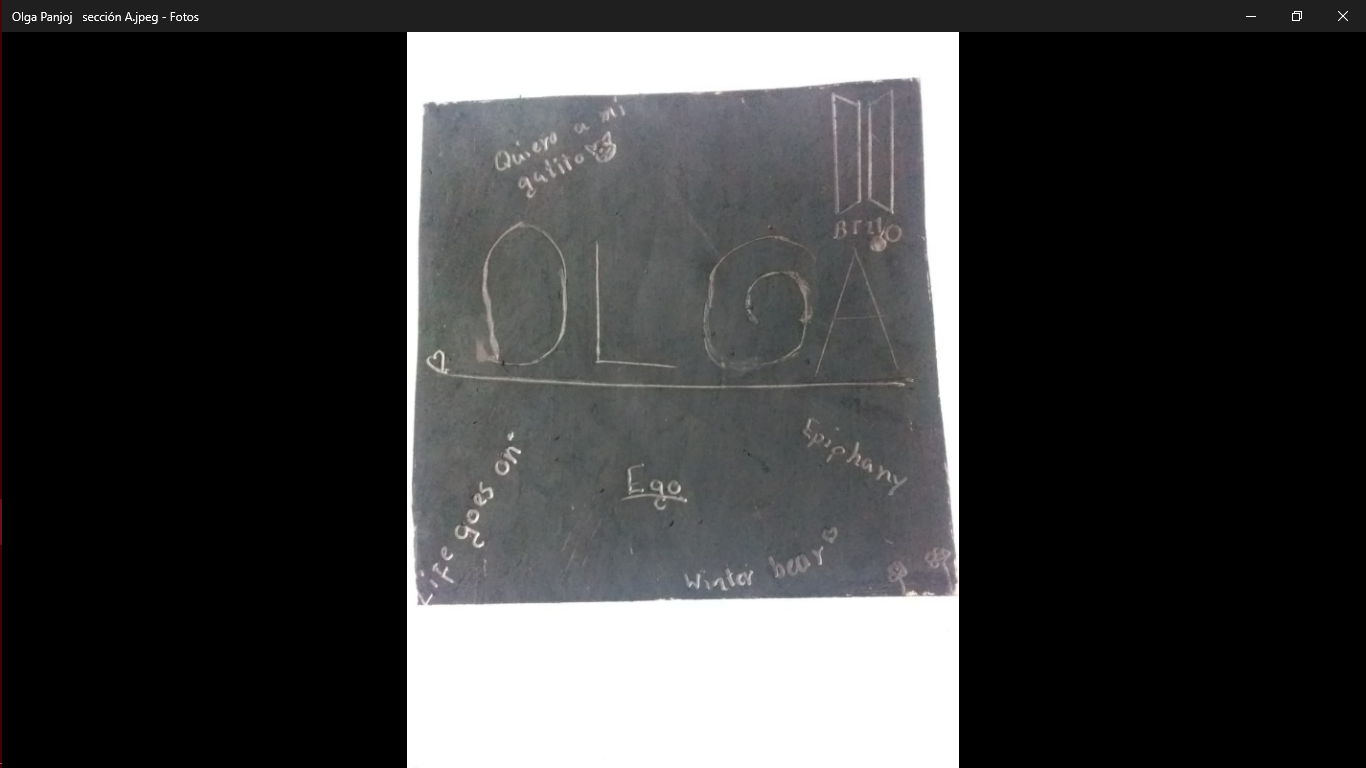 Olga Panjoj sección A.jpeg - Fotos
Quiero a mi
gatito
OLGA
Epiphany
Life goes on
Ego
Winter bear